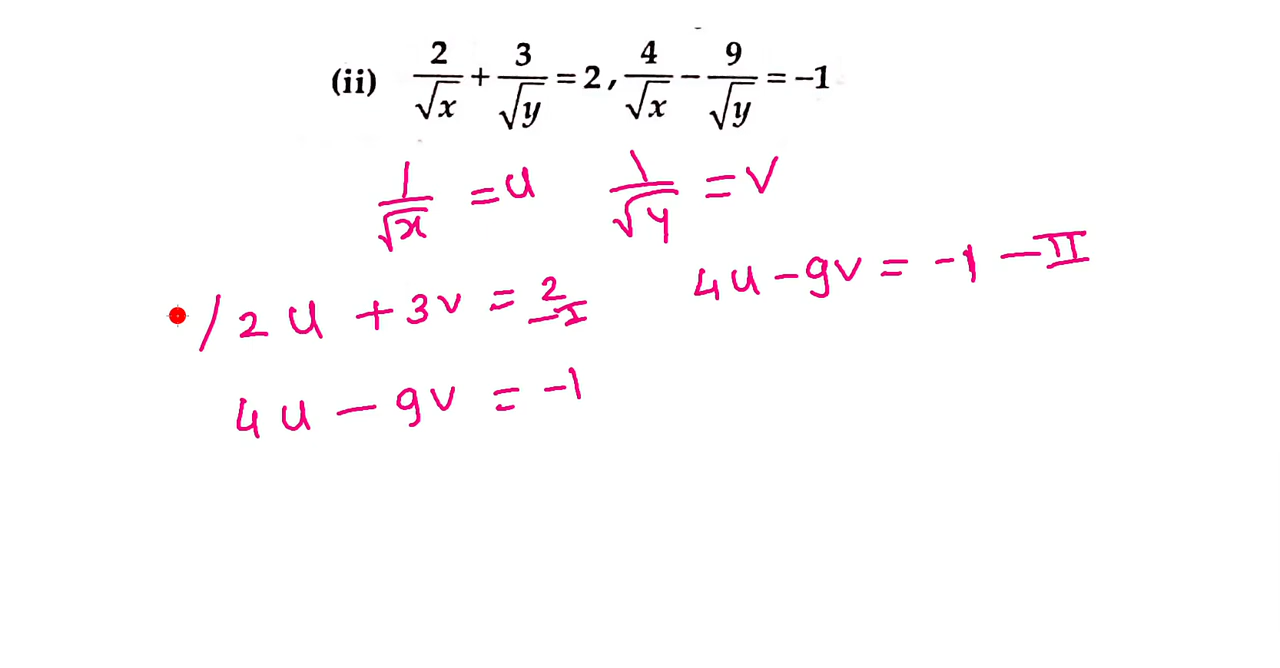 (ii) 2/√x + 3/√y = 2, 4/√x − 9/√y = −1
1/√x = u 1/√y = v
4u − 9v = −1 — II
/ 2u + 3v = 2 — I
4u − 9v = −1